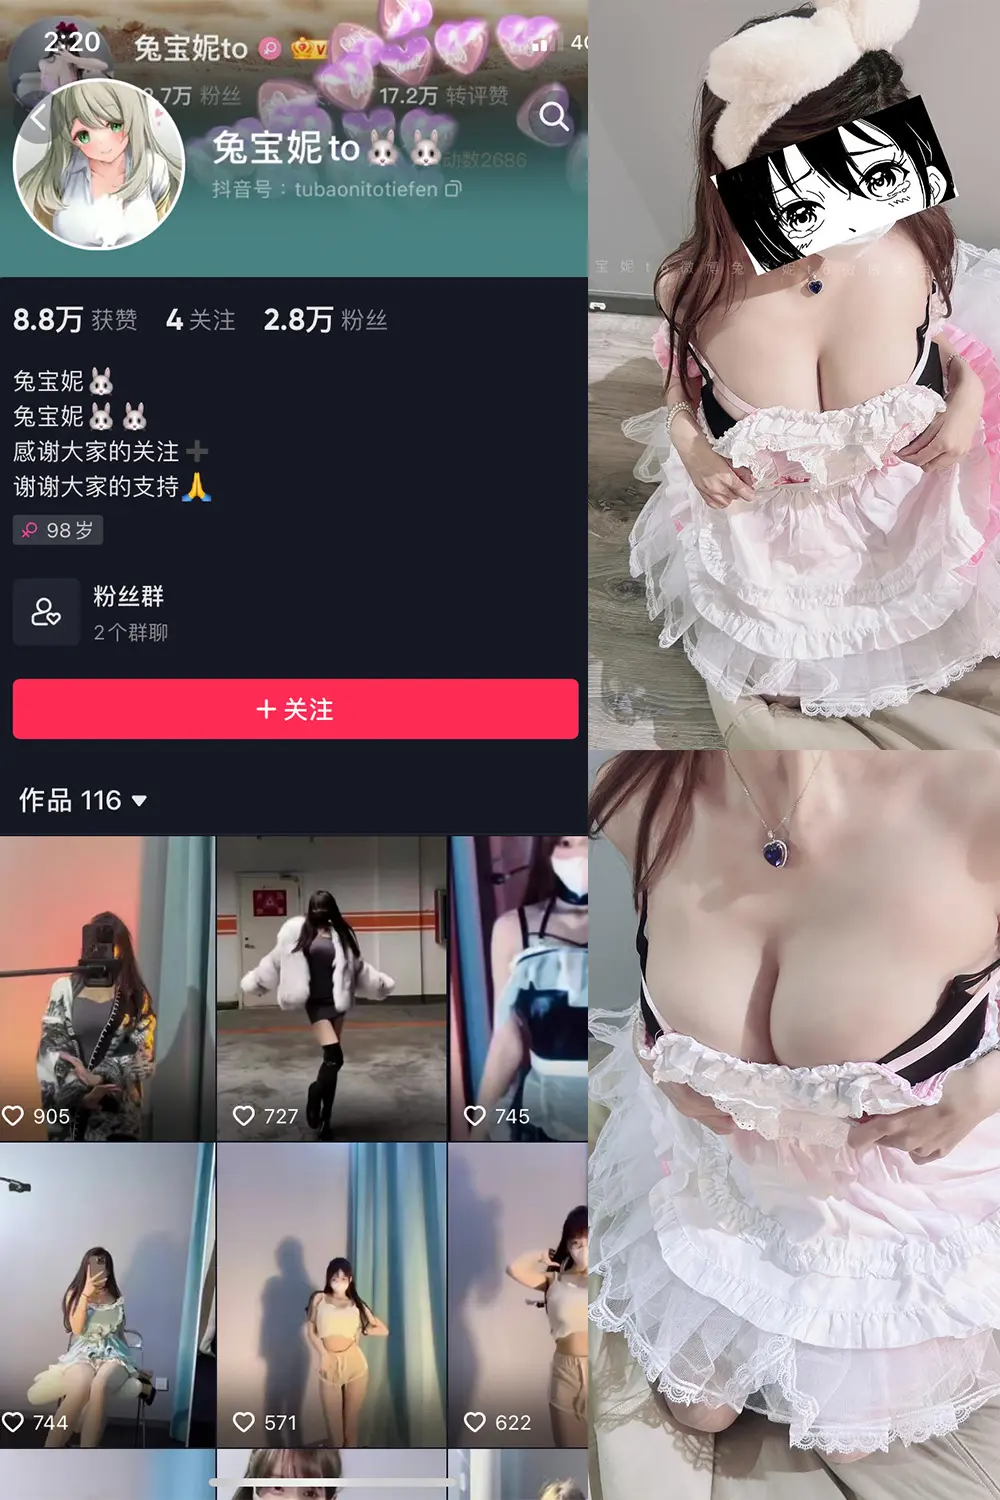 2:20
兔宝妮to
V
4G
.7万 粉丝
17.2万 转评赞
兔宝妮to🐰 🐰
动数2686
抖音号：tubaonitotiefen
8.8万 获赞 4 关注 2.8万 粉丝
兔宝妮🐰
兔宝妮🐰 🐰
感谢大家的关注➕
谢谢大家的支持🙏
98岁
粉丝群
2个群聊
+ 关注
作品 116
905
727
745
744
571
622